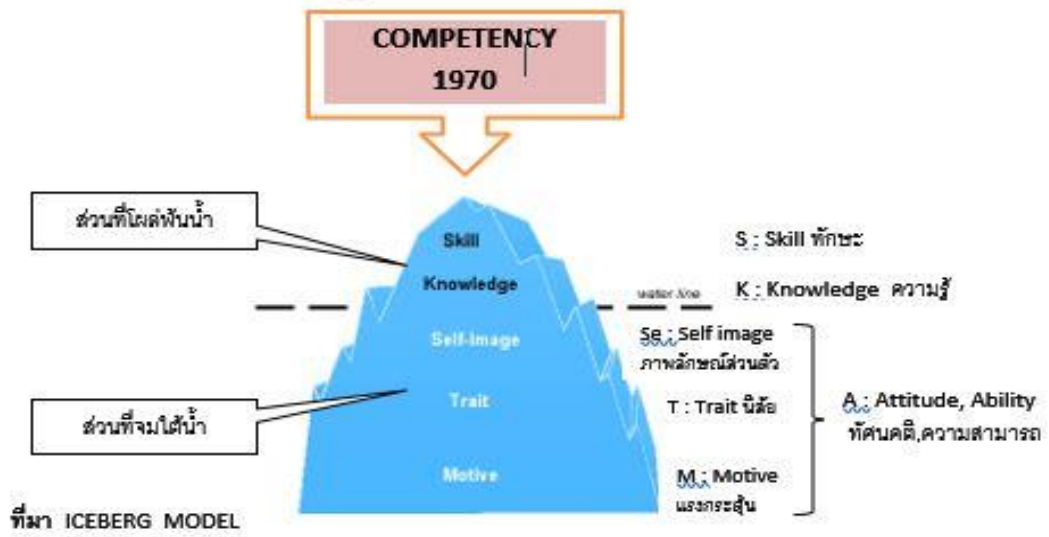 COMPETENCY
1970
ส่วนที่โผล่พ้นน้ำ
Skill
Knowledge
S : Skill ทักษะ
water line
K : Knowledge ความรู้
Self-Image
Se : Self image
ภาพลักษณ์ส่วนตัว
ส่วนที่จมใต้น้ำ
Trait
T : Trait นิสัย
A : Attitude, Ability
ทัศนคติ,ความสามารถ
Motive
M : Motive
แรงกระตุ้น
ที่มา ICEBERG MODEL